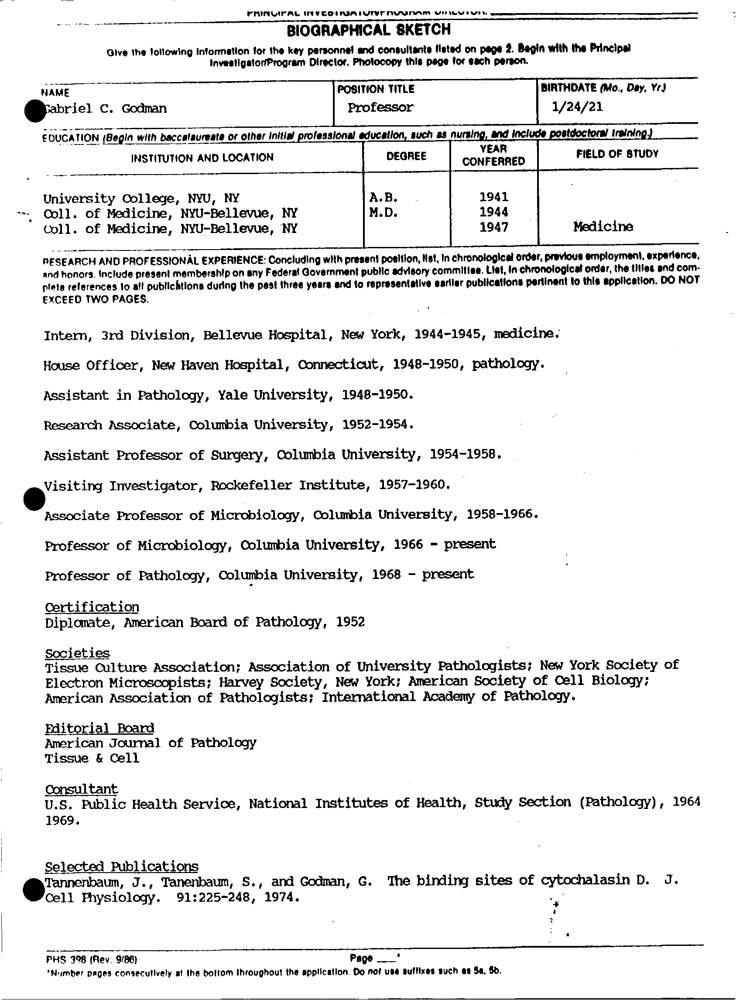 PRINCIPAL INVESTIGATOR/PROGRAM DIRECTOR:
BIOGRAPHICAL SKETCH
Give the following information for the key personnel and consultants listed on page 2. Begin with the Principal
Investigator/Program Director. Photocopy this page for each person.
NAME POSITION TITLE BIRTHDATE (Mo., Day, Yr.)
Gabriel C. Godman Professor 1/24/21
EDUCATION (Begin with baccalaureate or other initial professional education, such as nursing, and include postdoctoral training.)
INSTITUTION AND LOCATION DEGREE YEAR CONFERRED FIELD OF STUDY
University College, NYU, NY A.B. 1941
Coll. of Medicine, NYU-Bellevue, NY M.D. 1944
Coll. of Medicine, NYU-Bellevue, NY 1947 Medicine
RESEARCH AND PROFESSIONAL EXPERIENCE: Concluding with present position, list, in chronological order, previous employment, experience,
and honors. Include present membership on any Federal Government public advisory committee. List, in chronological order, the titles and com-
plete references to all publications during the past three years and to representative earlier publications pertinent to this application. DO NOT
EXCEED TWO PAGES.
Intern, 3rd Division, Bellevue Hospital, New York, 1944-1945, medicine.
House Officer, New Haven Hospital, Connecticut, 1948-1950, pathology.
Assistant in Pathology, Yale University, 1948-1950.
Research Associate, Columbia University, 1952-1954.
Assistant Professor of Surgery, Columbia University, 1954-1958.
Visiting Investigator, Rockefeller Institute, 1957-1960.
Associate Professor of Microbiology, Columbia University, 1958-1966.
Professor of Microbiology, Columbia University, 1966 - present
Professor of Pathology, Columbia University, 1968 - present
Certification
Diplomate, American Board of Pathology, 1952
Societies
Tissue Culture Association; Association of University Pathologists; New York Society of
Electron Microscopists; Harvey Society, New York; American Society of Cell Biology;
American Association of Pathologists; International Academy of Pathology.
Editorial Board
American Journal of Pathology
Tissue & Cell
Consultant
U.S. Public Health Service, National Institutes of Health, Study Section (Pathology), 1964
1969.
Selected Publications
Tannenbaum, J., Tanenbaum, S., and Godman, G. The binding sites of cytochalasin D. J.
Cell Physiology. 91:225-248, 1974.
PHS 398 (Rev. 9/86) Page ___*
*Number pages consecutively at the bottom throughout the application. Do not use suffixes such as 5a, 5b.